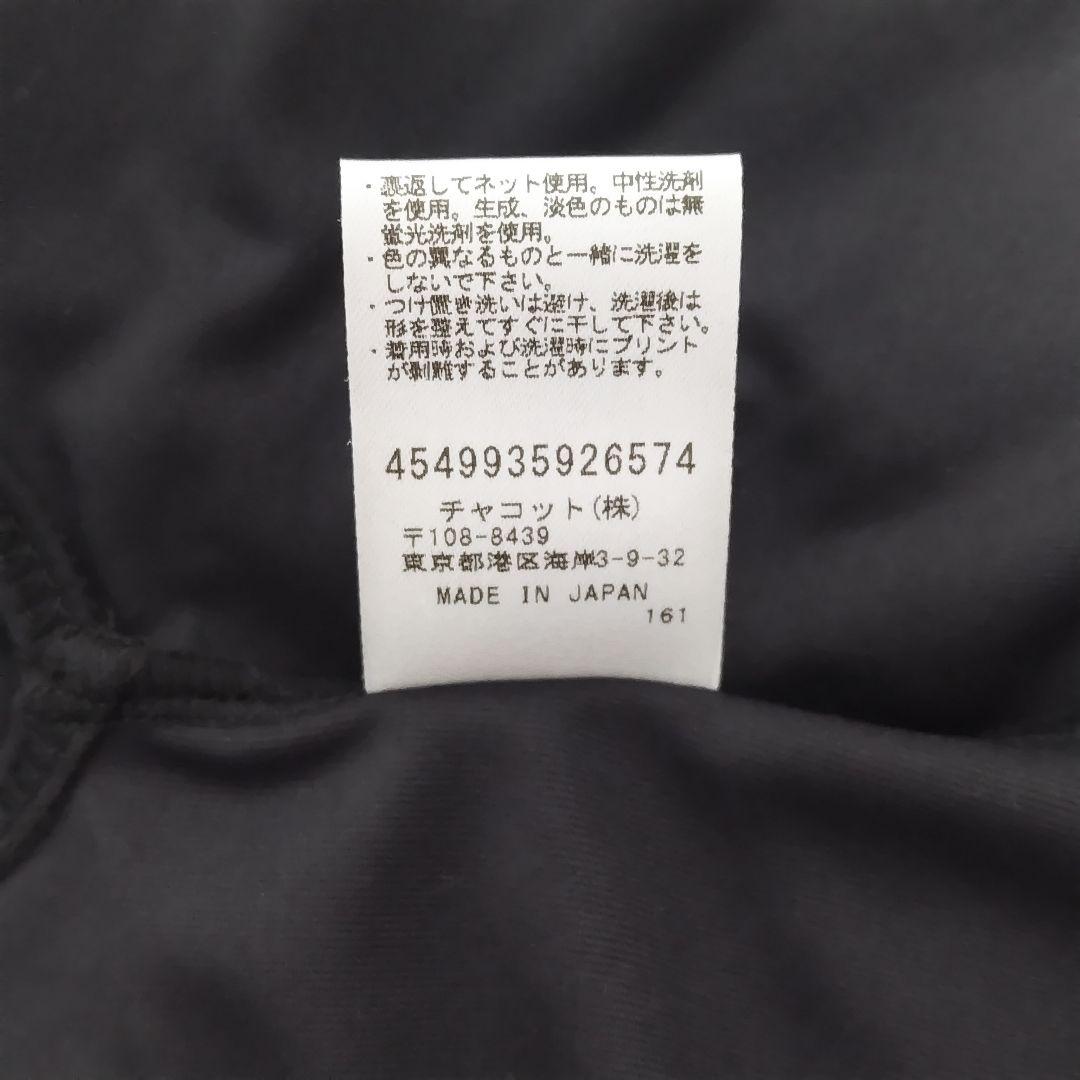 ・裏返してネット使用。中性洗剤
を使用。生成、淡色のものは無
蛍光洗剤を使用。
・色の異なるものと一緒に洗濯を
しないで下さい。
・つけ置き洗いは避け、洗濯後は
形を整えてすぐに干して下さい。
・着用時および洗濯時にプリント
が剥離することがあります。
4549935926574
チャコット(株)
〒108-8439
東京都港区海岸3-9-32
MADE IN JAPAN
161